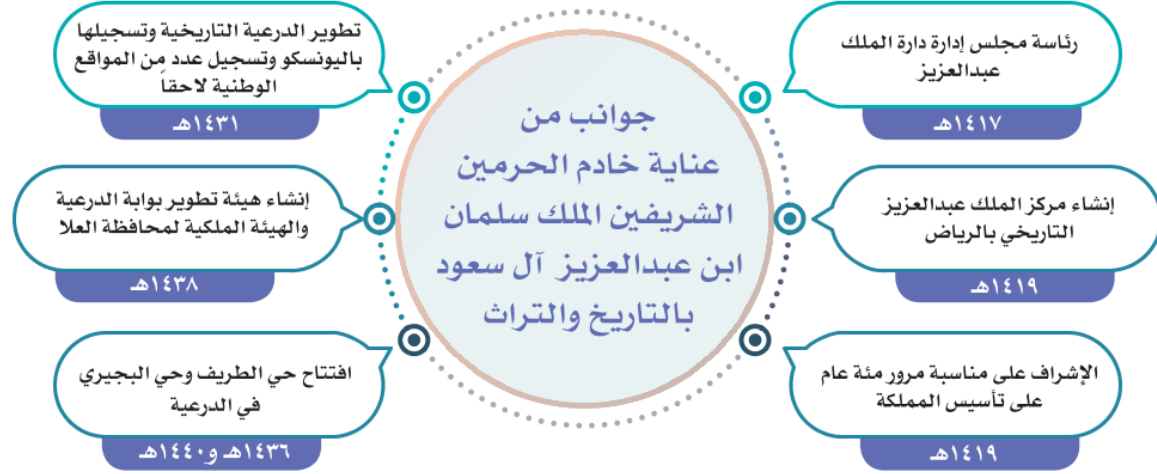 جوانب من
عناية خادم الحرمين
الشريفين الملك سلمان
ابن عبدالعزيز آل سعود
بالتاريخ والتراث
رئاسة مجلس إدارة دارة الملك
عبدالعزيز
١٤١٧هـ
إنشاء مركز الملك عبدالعزيز
التاريخي بالرياض
١٤١٩هـ
الإشراف على مناسبة مرور مئة عام
على تأسيس المملكة
١٤١٩هـ
تطوير الدرعية التاريخية وتسجيلها
باليونسكو وتسجيل عدد من المواقع
الوطنية لاحقاً
١٤٣١هـ
إنشاء هيئة تطوير بوابة الدرعية
والهيئة الملكية لمحافظة العلا
١٤٣٨هـ
افتتاح حي الطريف وحي البجيري
في الدرعية
١٤٣٦هـ و١٤٤٠هـ